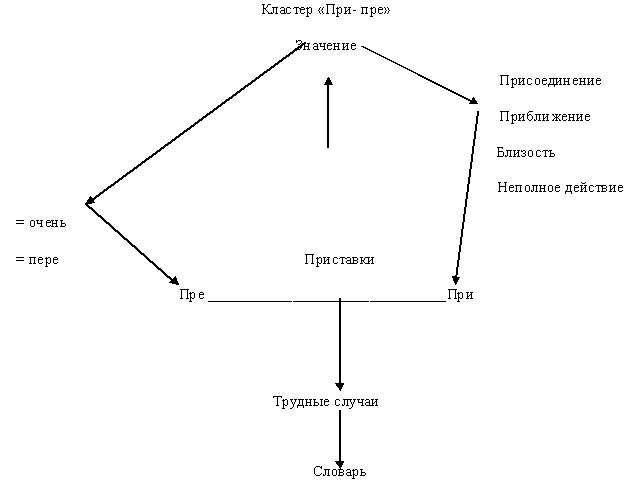 Кластер «При- пре»
Значение
Присоединение
Приближение
Близость
Неполное действие
= очень
= пере
Приставки
Пре
При
Трудные случаи
Словарь